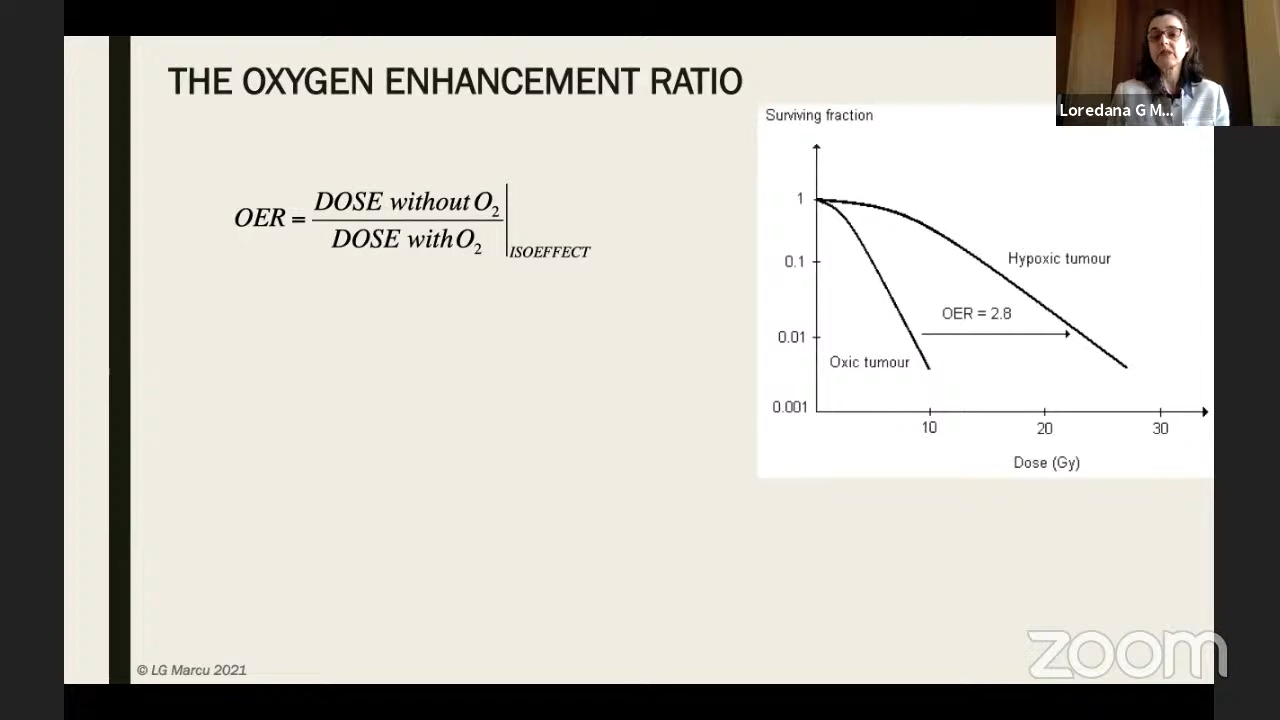 THE OXYGEN ENHANCEMENT RATIO
Loredana G M...
OER = DOSE without O2
DOSE with O2
ISOEFFECT
Surviving fraction
1
0.1
0.01
0.001
Hypoxic tumour
OER = 2.8
Oxic tumour
10
20
30
Dose (Gy)
© LG Marcu 2021
zoom